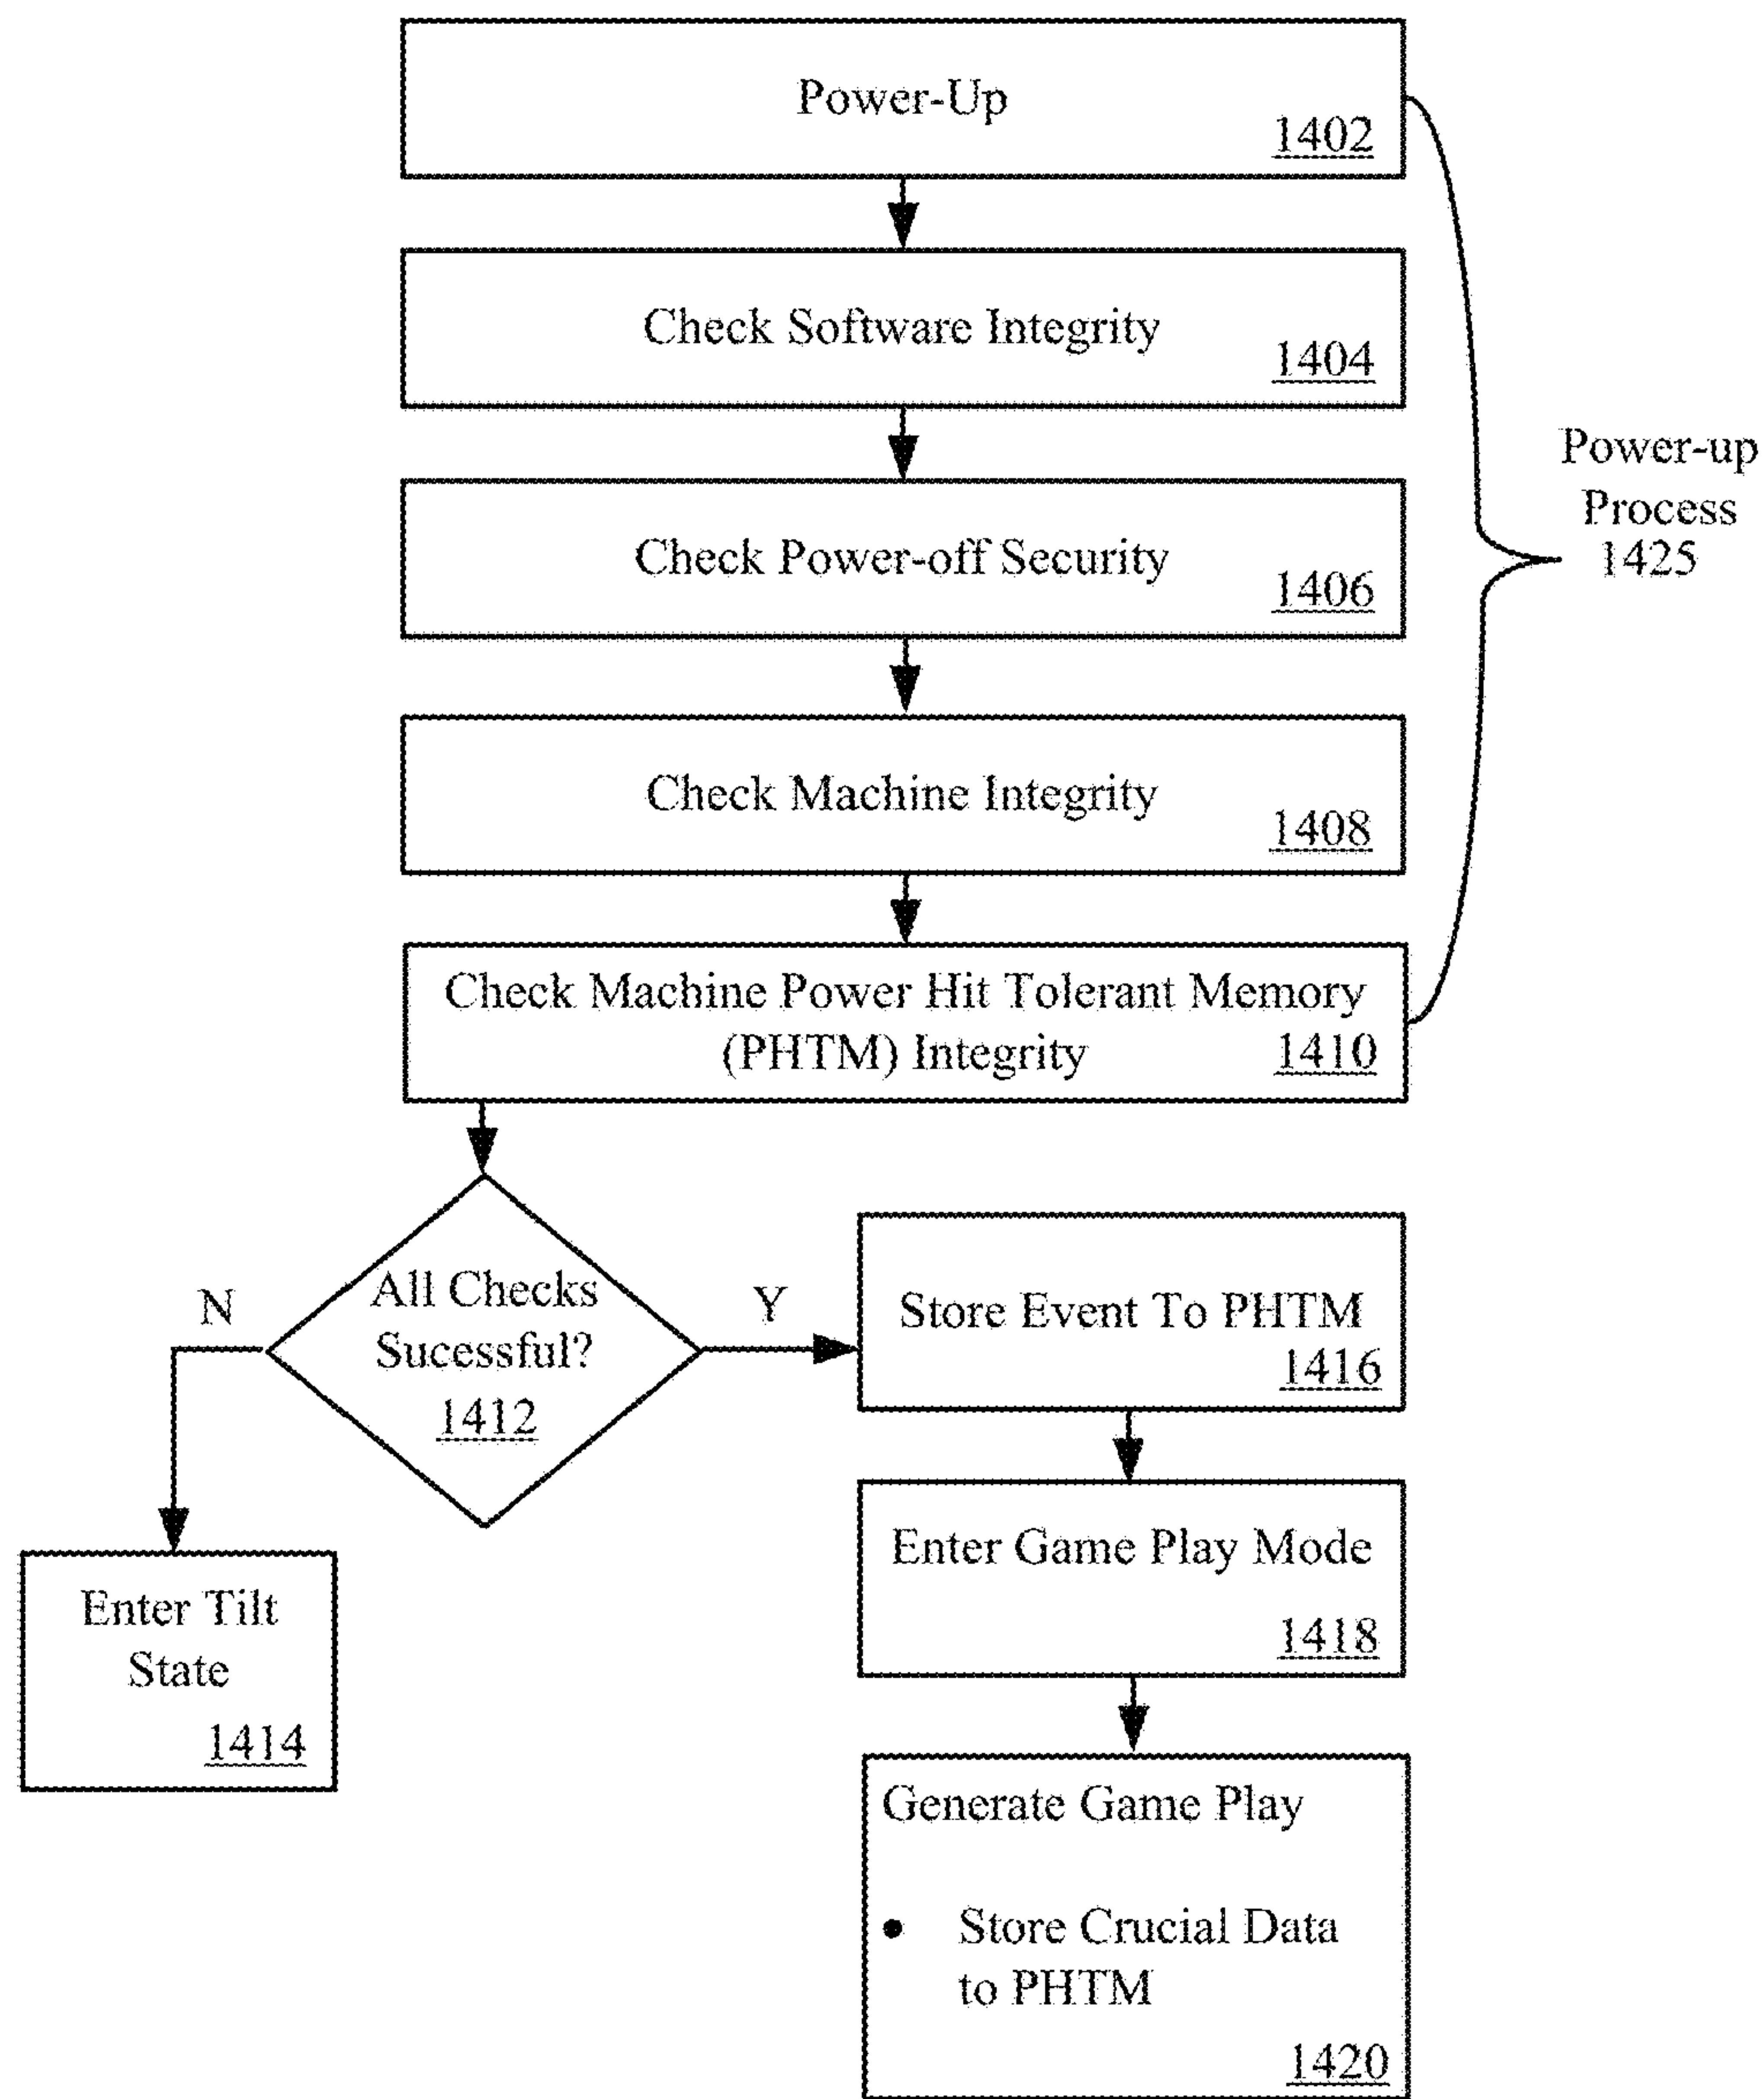 Power-Up
1402
Check Software Integrity
1404
Power-up
Process
1425
Check Power-off Security
1406
Check Machine Integrity
1408
Check Machine Power Hit Tolerant Memory
(PHTM) Integrity
1410
All Checks
Sucessful?
1412
N
Y
Store Event To PHTM
1416
Enter Game Play Mode
1418
Enter Tilt
State
1414
Generate Game Play
• Store Crucial Data
to PHTM
1420